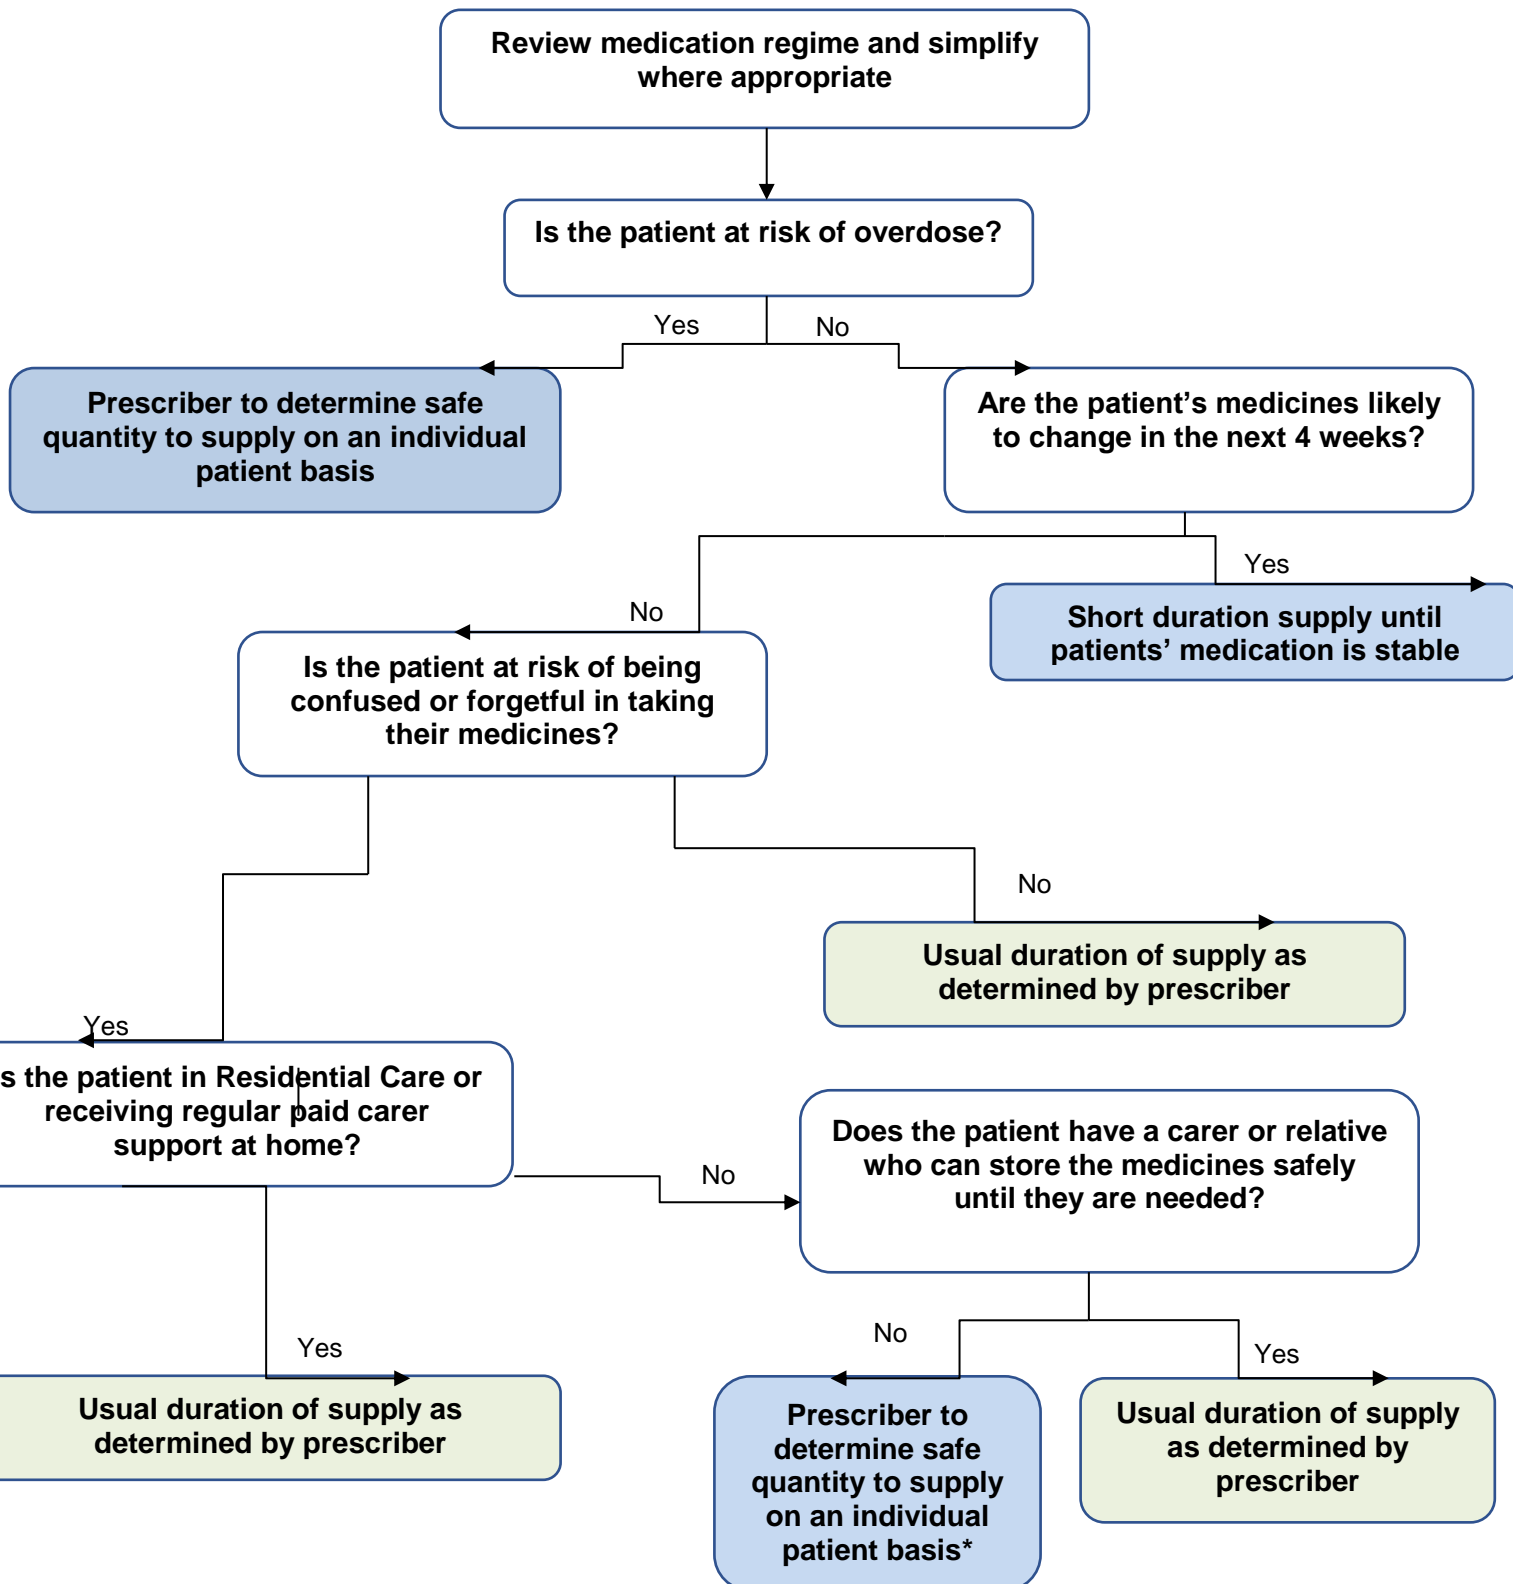 Review medication regime and simplify
where appropriate
Is the patient at risk of overdose?
Yes
No
Prescriber to determine safe
quantity to supply on an individual
patient basis
Are the patient’s medicines likely
to change in the next 4 weeks?
Yes
No
Short duration supply until
patients’ medication is stable
Is the patient at risk of being
confused or forgetful in taking
their medicines?
No
Usual duration of supply as
determined by prescriber
Yes
s the patient in Residential Care or
receiving regular paid carer
support at home?
No
Does the patient have a carer or relative
who can store the medicines safely
until they are needed?
Yes
No
Yes
Usual duration of supply as
determined by prescriber
Prescriber to
determine safe
quantity to supply
on an individual
patient basis*
Usual duration of supply
as determined by
prescriber